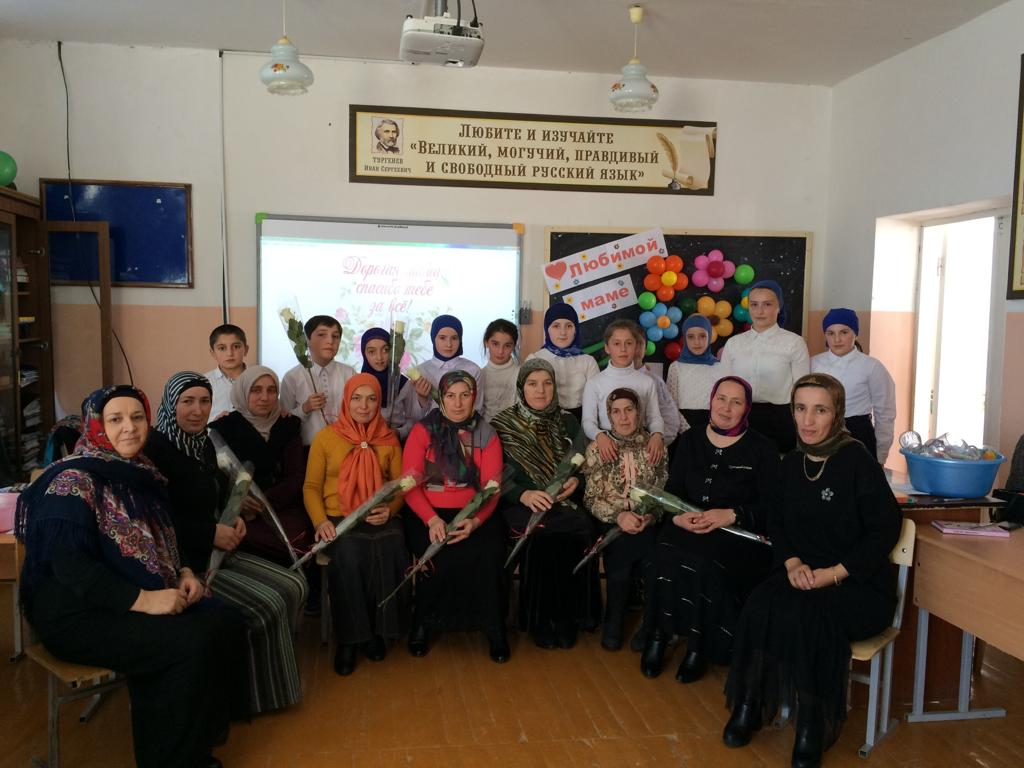 Любите и изучайте
«Великий, могучий, правдивый
и свободный русский язык»
ТУРГЕНЕВ
Иван Сергеевич
Дорогая мама
спасибо тебе
за всё!
Любимой
маме